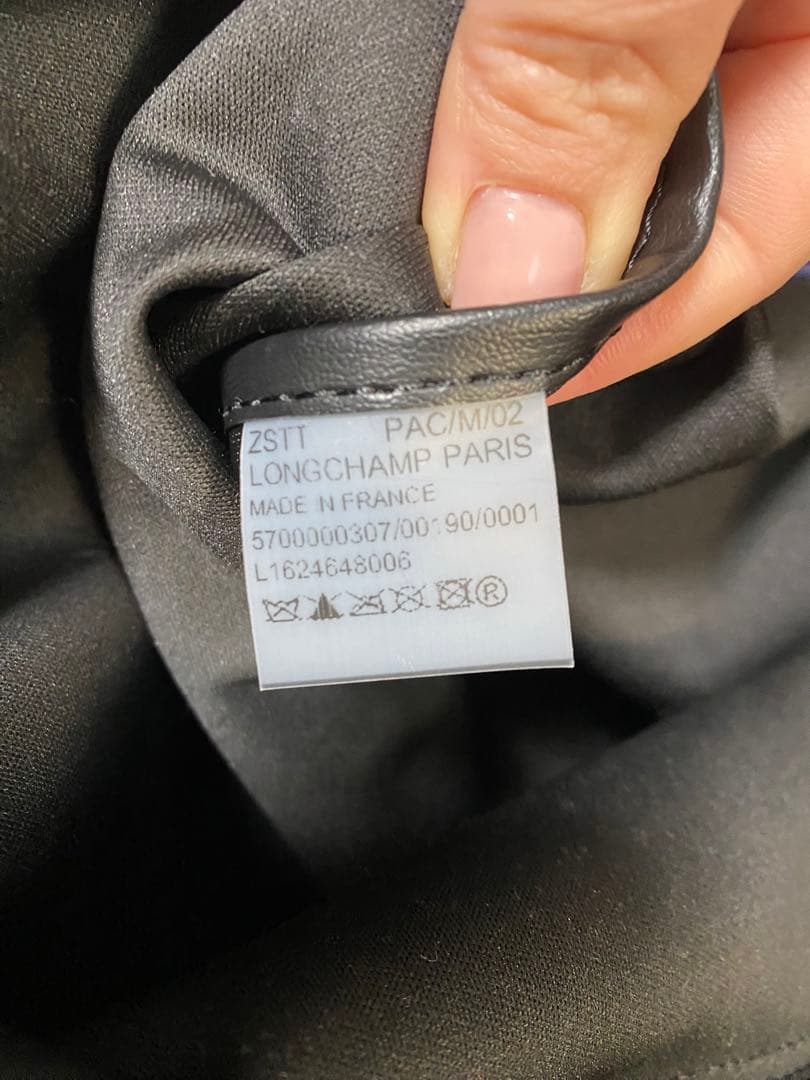 ZSTT PAC/M/02
LONGCHAMP PARIS
MADE IN FRANCE
5700000307/00190/0001
L1624648006
Ⓡ